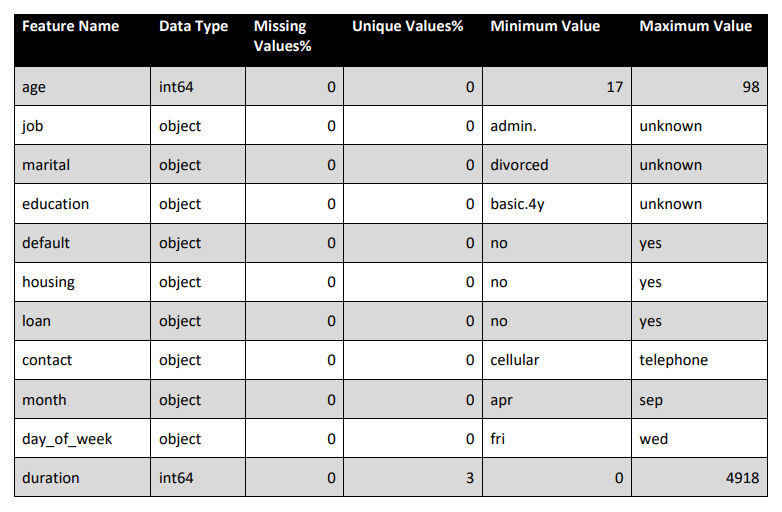 Feature Name Data Type Missing Values% Unique Values% Minimum Value Maximum Value
age int64 0 0 17 98
job object 0 0 admin. unknown
marital object 0 0 divorced unknown
education object 0 0 basic.4y unknown
default object 0 0 no yes
housing object 0 0 no yes
loan object 0 0 no yes
contact object 0 0 cellular telephone
month object 0 0 apr sep
day_of_week object 0 0 fri wed
duration int64 0 3 0 4918